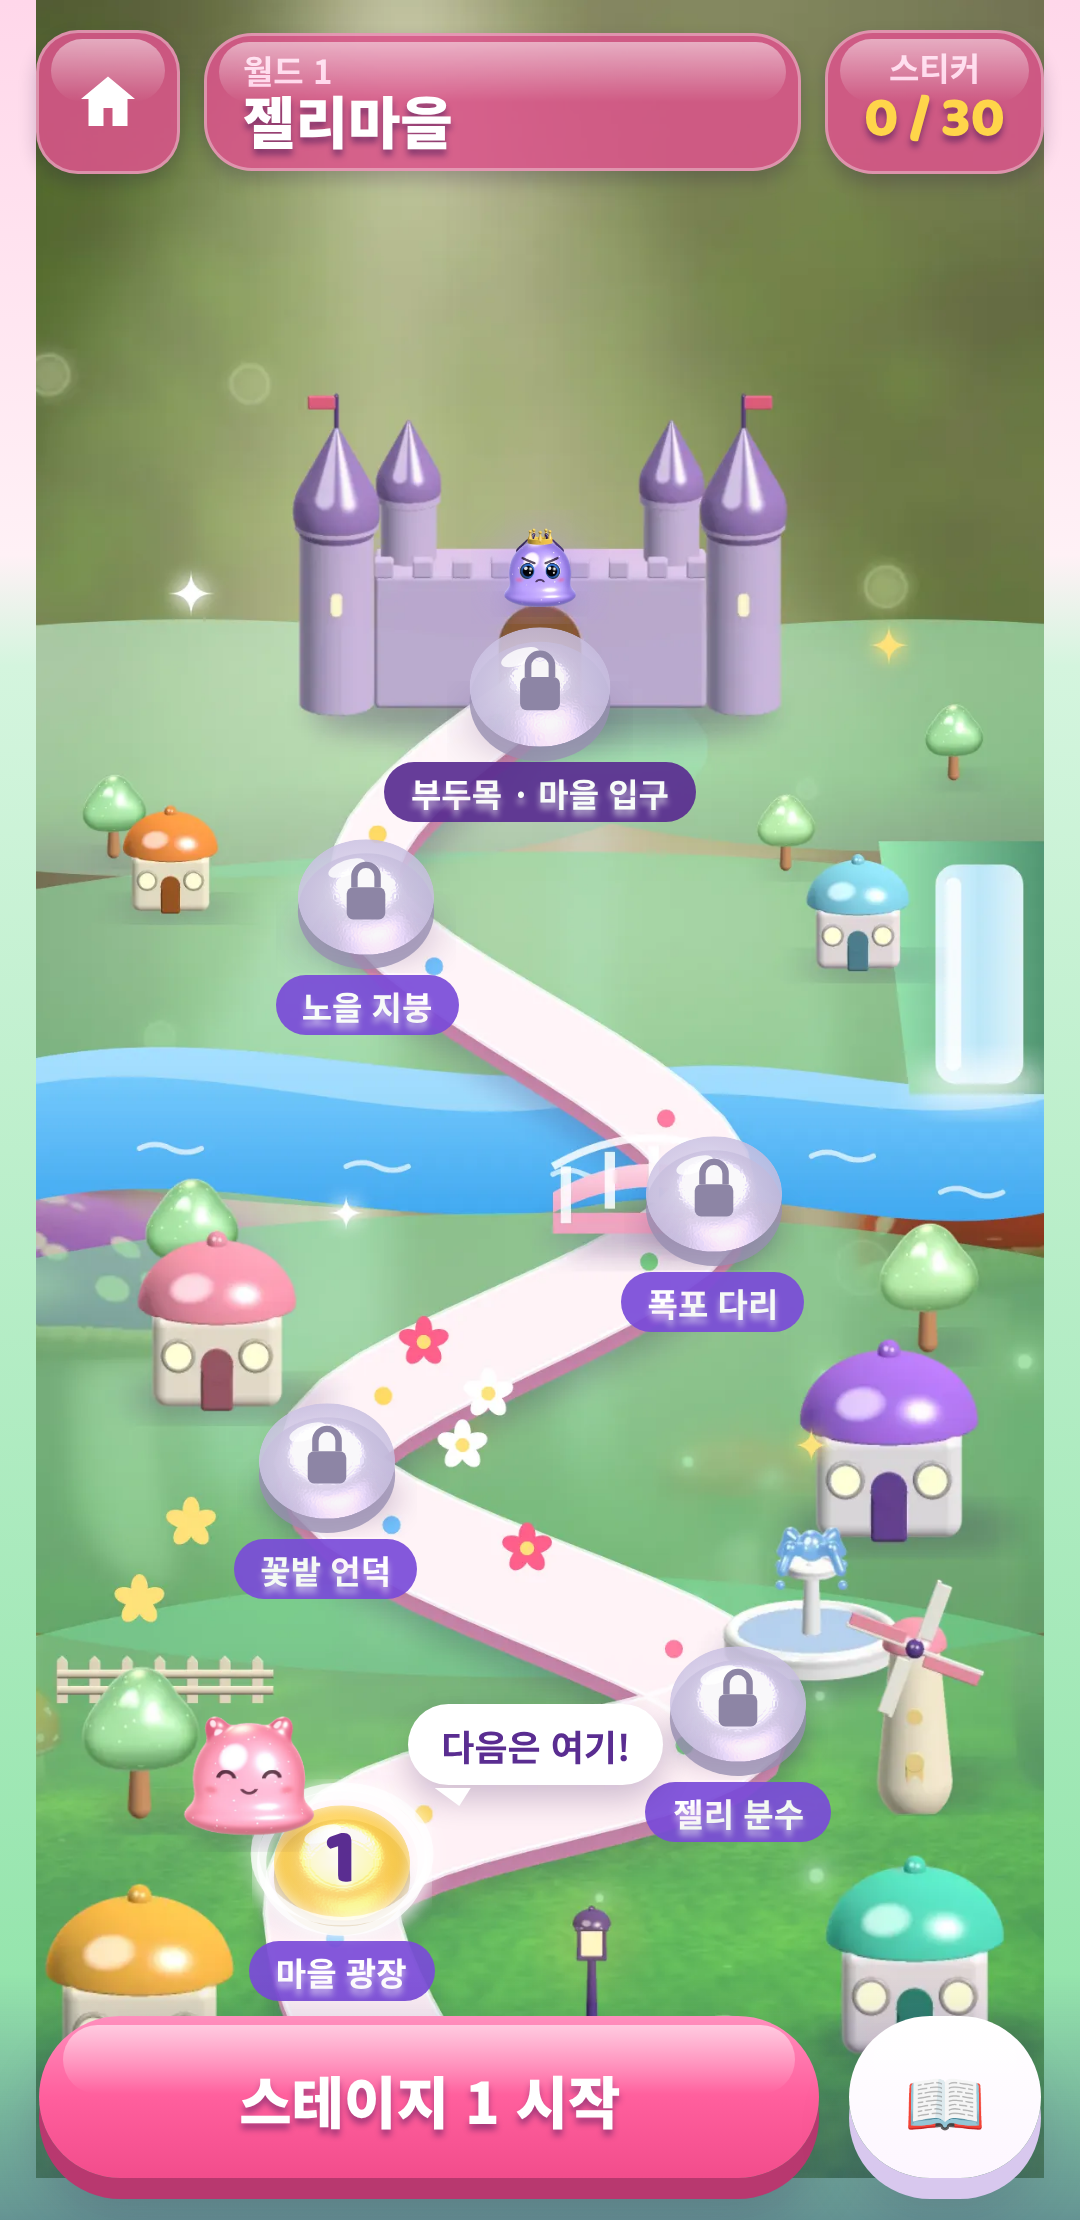 월드 1
젤리마을
스티커
0 / 30
부두목 · 마을 입구
노을 지붕
폭포 다리
꽃밭 언덕
다음은 여기!
젤리 분수
1
마을 광장
스테이지 1 시작